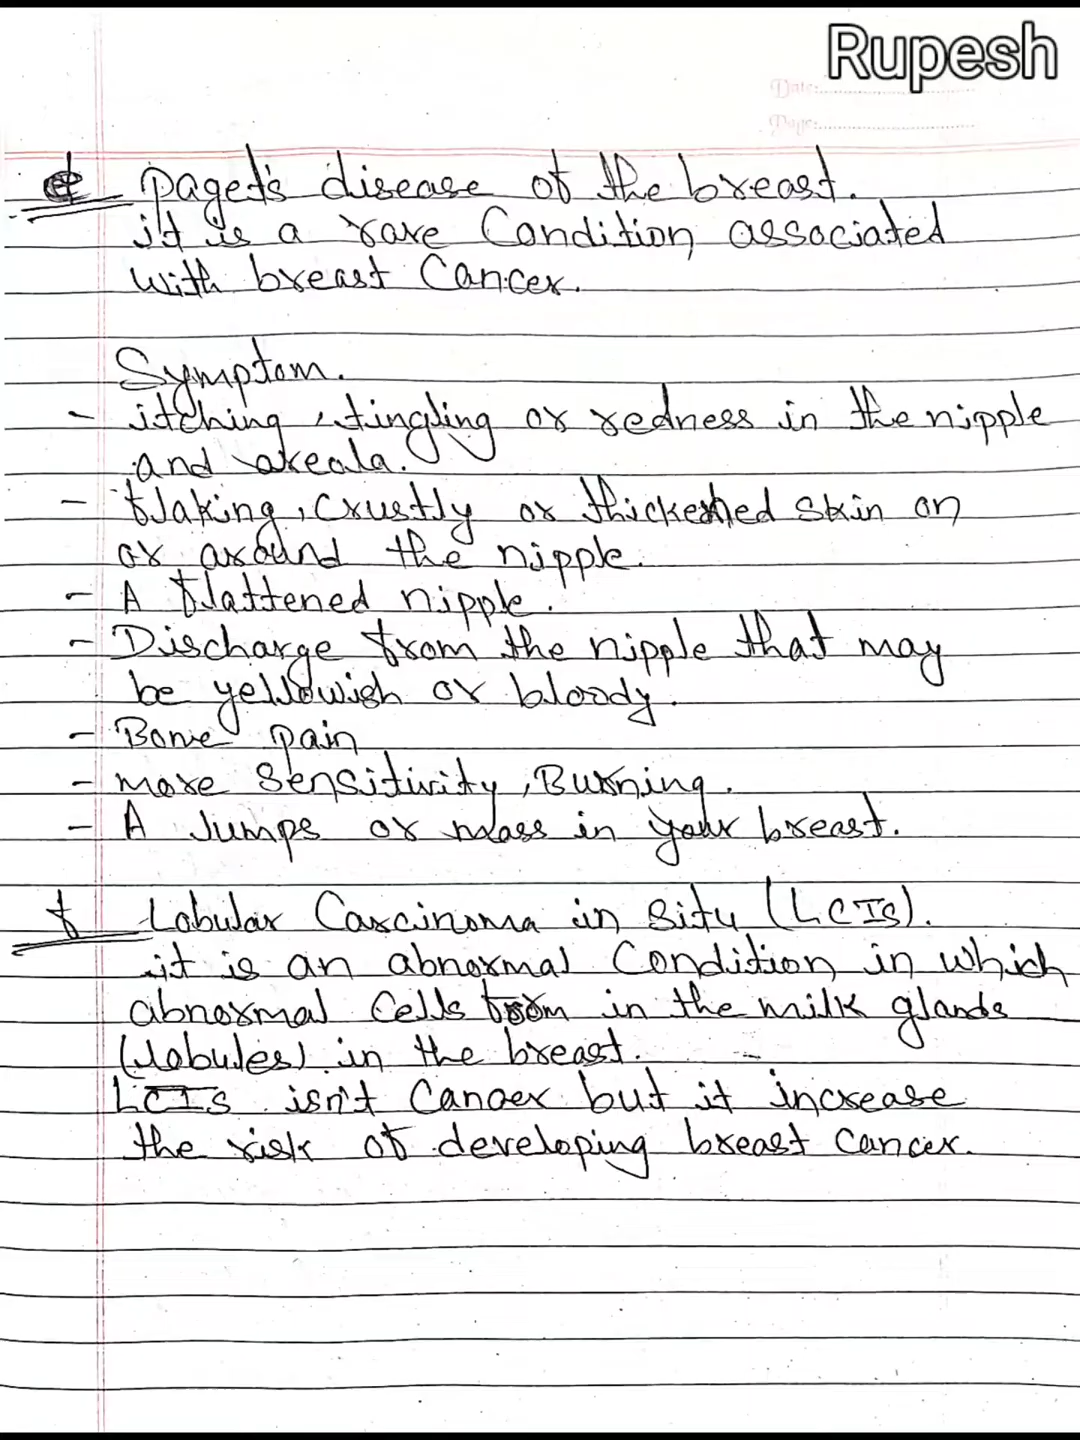 Rupesh
Date:
Page:
e Paget's disease of the breast.
it is a rare Condition associated
with breast Cancer.
Symptom.
- itching, tingling or redness in the nipple
and areola.
- flaking, Crustly or thickened skin on
or around the nipple.
- A flattened nipple.
- Discharge from the nipple that may
be yellowish or bloody.
- Bone pain
- more Sensitivity, Burning.
- A Jumps or mass in your breast.
f Lobular Carcinoma in sity (LCIS).
it is an abnormal Condition in which
abnormal cells form in the milk glands
(lobules) in the breast.
LCIS isn't Cancer but it increase
the risk of developing breast cancer.